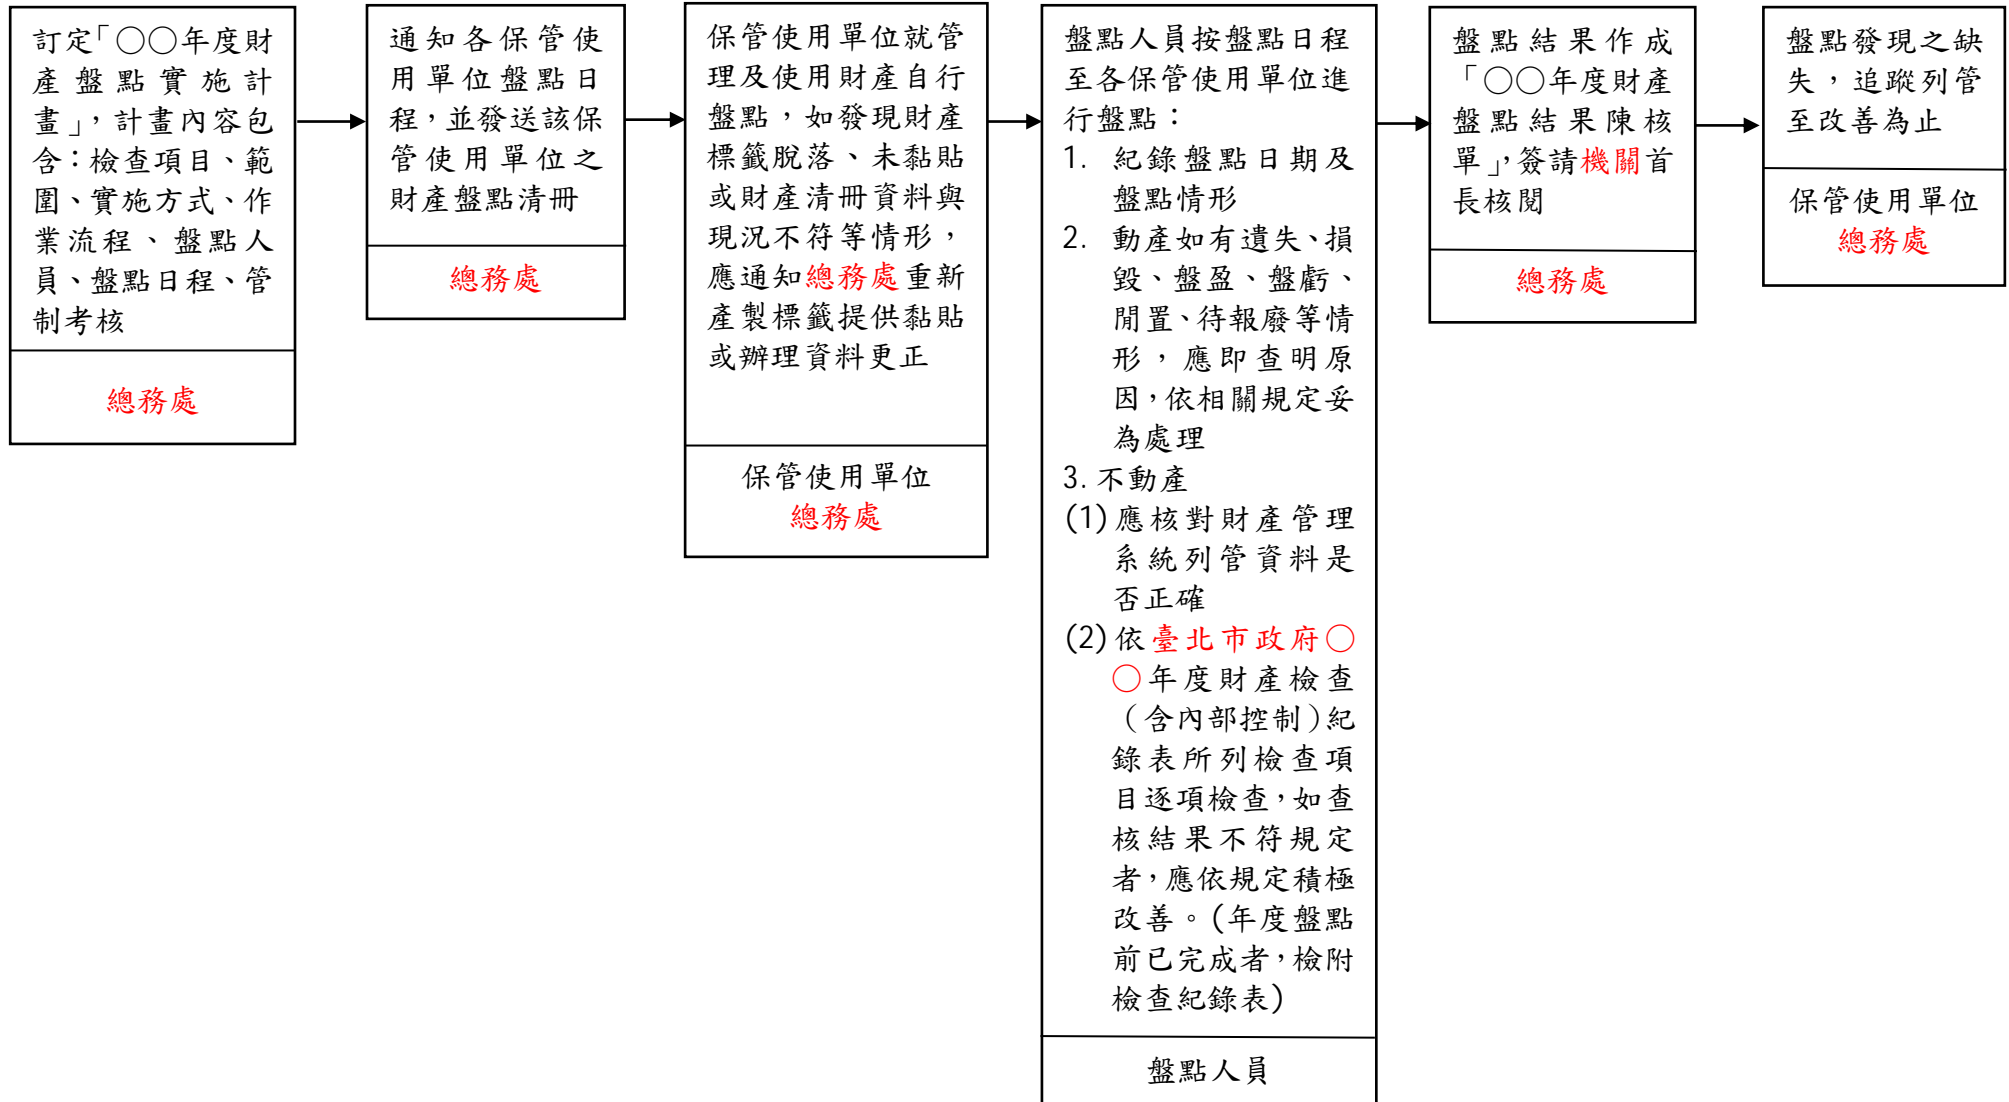 訂定「○○年度財
產盤點實施計
畫」，計畫內容包
含：檢查項目、範
圍、實施方式、作
業流程、盤點人
員、盤點日程、管
制考核
總務處
通知各保管使
用單位盤點日
程，並發送該保
管使用單位之
財產盤點清冊
總務處
保管使用單位就管
理及使用財產自行
盤點，如發現財產
標籤脫落、未黏貼
或財產清冊資料與
現況不符等情形，
應通知總務處重新
產製標籤提供黏貼
或辦理資料更正
保管使用單位
總務處
盤點人員按盤點日程
至各保管使用單位進
行盤點：
1. 紀錄盤點日期及
盤點情形
2. 動產如有遺失、損
毀、盤盈、盤虧、
閒置、待報廢等情
形，應即查明原
因，依相關規定妥
為處理
3. 不動產
(1)應核對財產管理
系統列管資料是
否正確
(2)依臺北市政府○
○年度財產檢查
（含內部控制）紀
錄表所列檢查項
目逐項檢查，如查
核結果不符規定
者，應依規定積極
改善。(年度盤點
前已完成者，檢附
檢查紀錄表)
盤點人員
盤點結果作成
「○○年度財產
盤點結果陳核
單」，簽請機關首
長核閱
總務處
盤點發現之缺
失，追蹤列管
至改善為止
保管使用單位
總務處